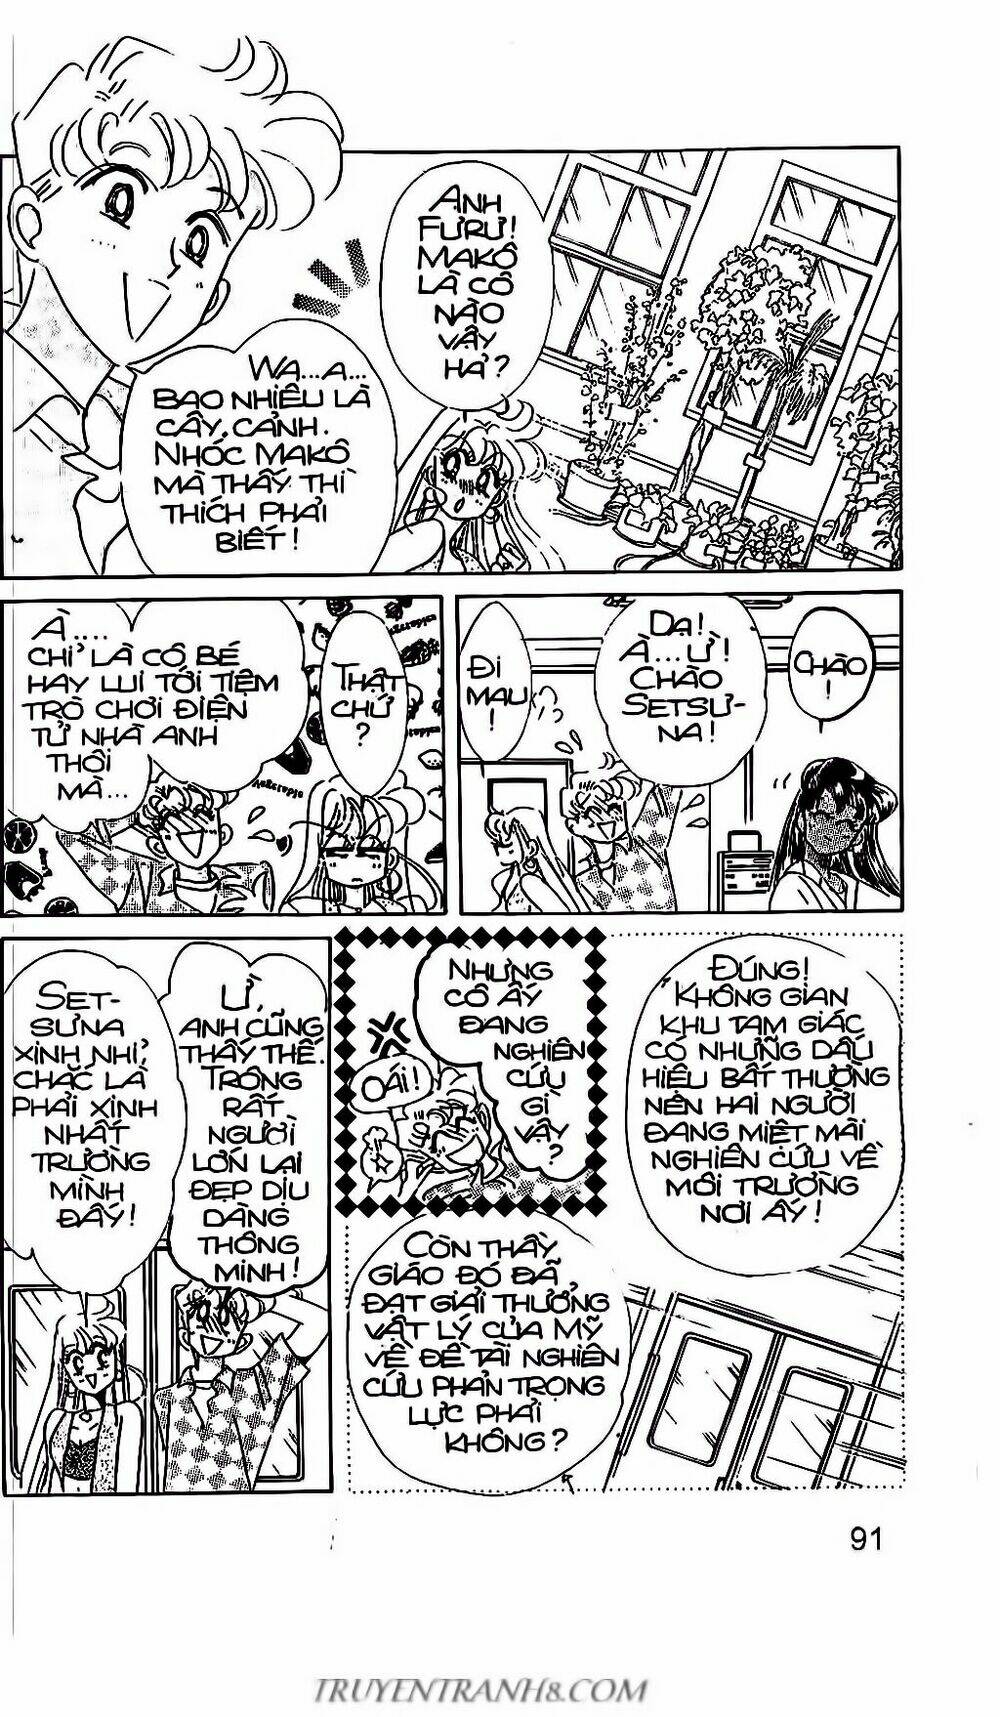 WA...A...
BAO NHIÊU LÀ
CÂY, CẢNH.
NHÓC MAKÔ
MÀ THẤY THÌ
THÍCH PHẢI
BIẾT!
ANH
FƯRƯ!
MAKÔ
LÀ CÔ
NÀO
VẬY
HẢ?
À....
CHỈ LÀ CÔ BÉ
HAY LUI TỚI TIỆM
TRÒ CHƠI ĐIỆN
TỬ NHÀ ANH
THÔI
MÀ...
THẬT
CHỨ
?
ĐI
MAU
!
DẠ!
À...Ừ!
CHÀO
SETSƯ-
NA!
CHÀO
!
SET-
SƯNA
XINH NHỈ,
CHẮC LÀ
PHẢI XINH
NHẤT
TRƯỜNG
MÌNH
ĐẤY!
Ừ,
ANH CŨNG
THẤY THẾ.
TRÔNG
RẤT
NGƯỜI
LỚN LẠI
ĐẸP DỊU
DÀNG
THÔNG
MINH!
OÁI!
NHƯNG
CÔ ẤY
ĐANG
NGHIÊN
CỨU
GÌ
VẬY
?
CÒN THẦY
GIÁO ĐÓ ĐÃ
ĐẠT GIẢI THƯỞNG
VẬT LÝ CỦA MỸ
VỀ ĐỀ TÀI NGHIÊN
CỨU PHẢN TRỌNG
LỰC PHẢI
KHÔNG?
ĐÚNG!
KHÔNG GIAN
KHU TAM GIÁC
CÓ NHỮNG DẤU
HIỆU BẤT THƯỜNG
NÊN HAI NGƯỜI
ĐANG MIỆT MÀI
NGHIÊN CỨU VỀ
MÔI TRƯỜNG
NƠI ẤY!
91
TRUYENTRANH8.COM